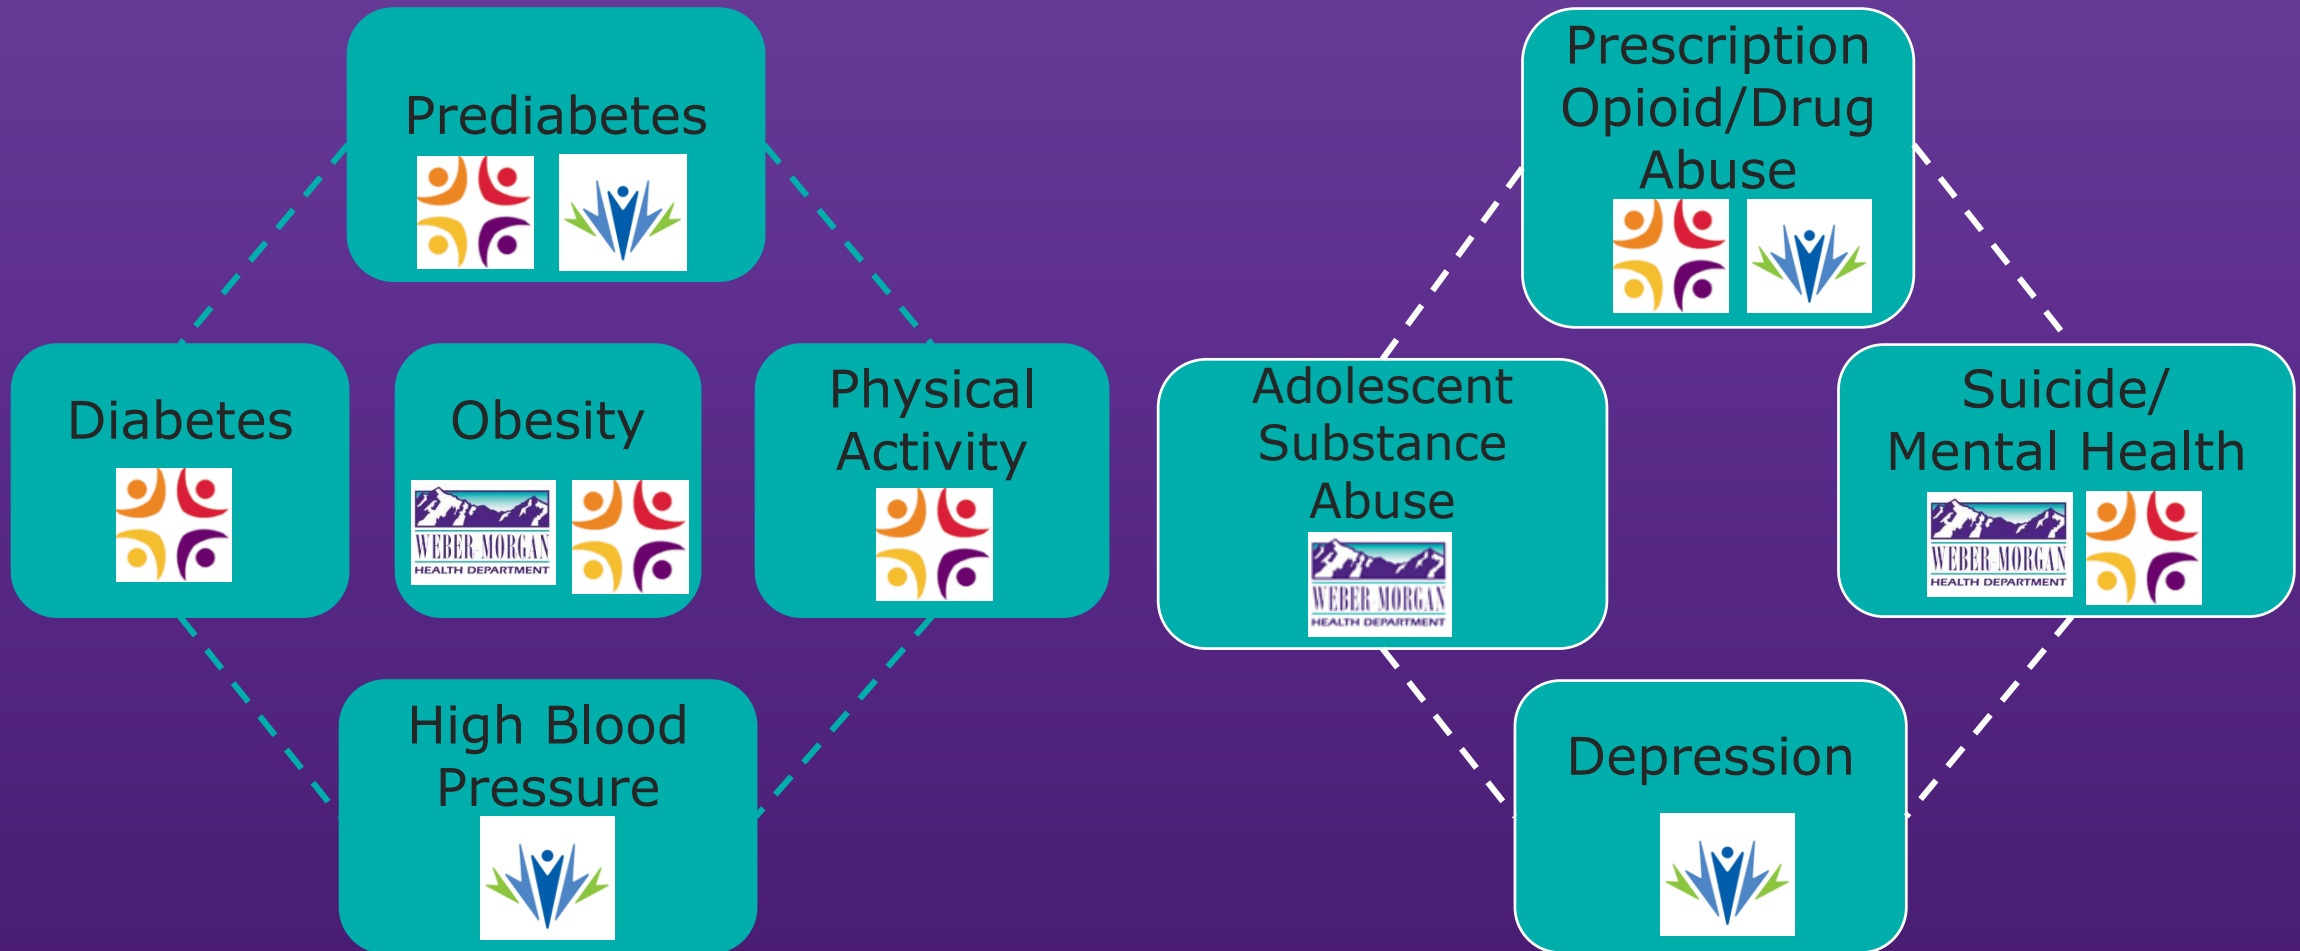 Prediabetes
Diabetes
Obesity
WEBER-MORGAN
HEALTH DEPARTMENT
Physical
Activity
High Blood
Pressure
Prescription
Opioid/Drug
Abuse
Adolescent
Substance
Abuse
WEBER-MORGAN
HEALTH DEPARTMENT
Suicide/
Mental Health
WEBER-MORGAN
HEALTH DEPARTMENT
Depression